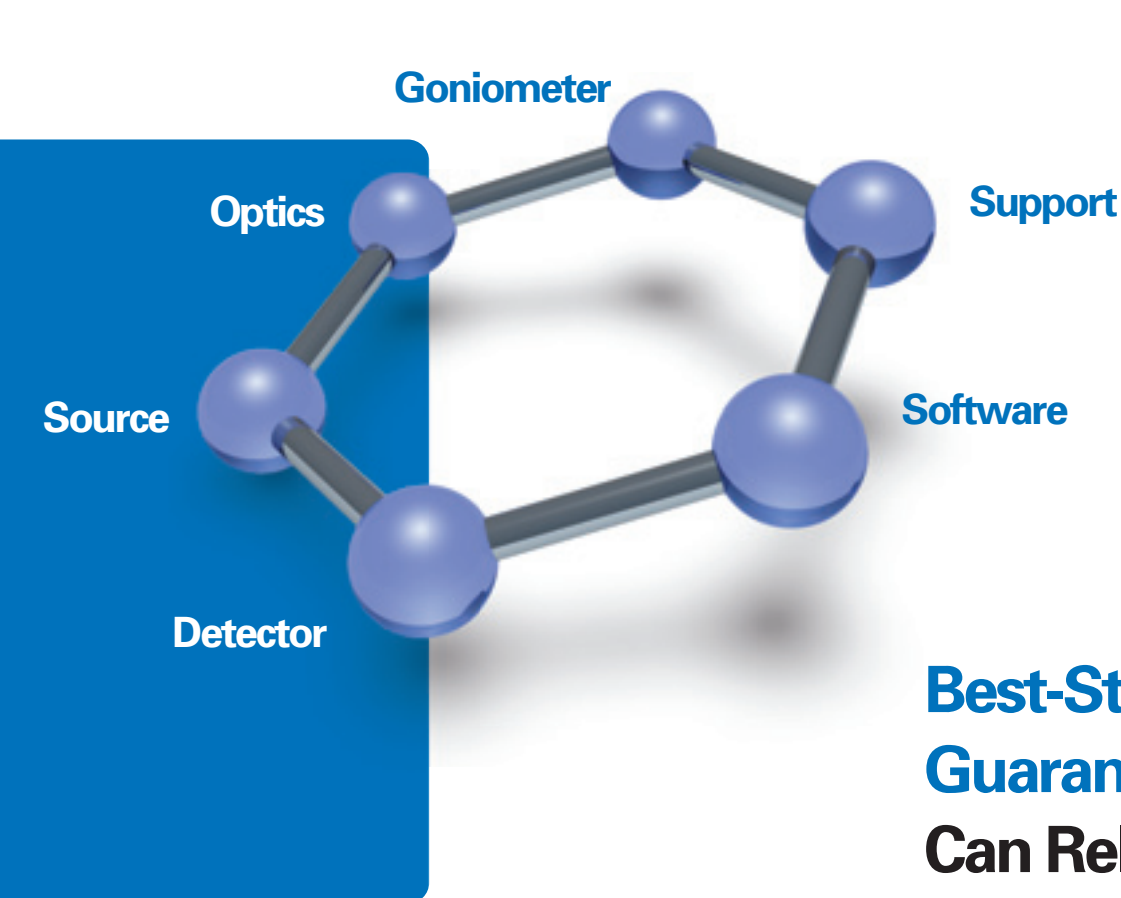 Goniometer
Optics
Support
Source
Software
Detector
Best-St
Guaran
Can Rel